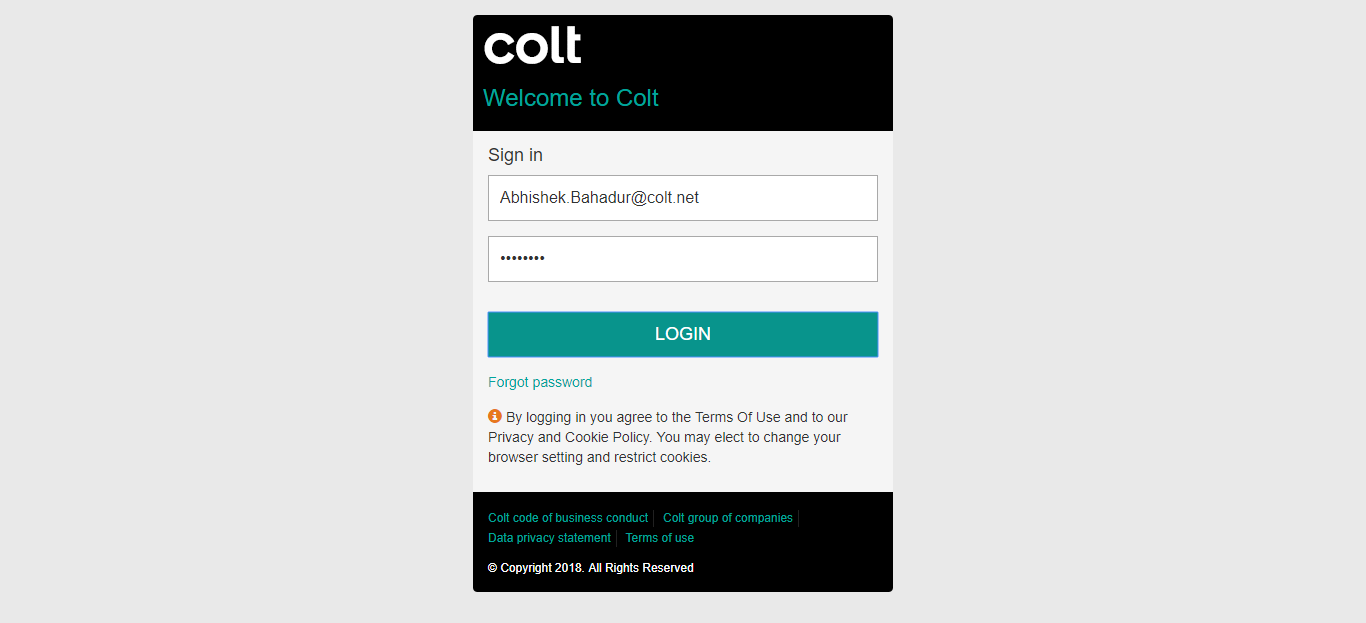 colt
Welcome to Colt
Sign in
Abhishek.Bahadur@colt.net
••••••••
LOGIN
Forgot password
By logging in you agree to the Terms Of Use and to our
Privacy and Cookie Policy. You may elect to change your
browser setting and restrict cookies.
Colt code of business conduct Colt group of companies
Data privacy statement Terms of use
© Copyright 2018. All Rights Reserved